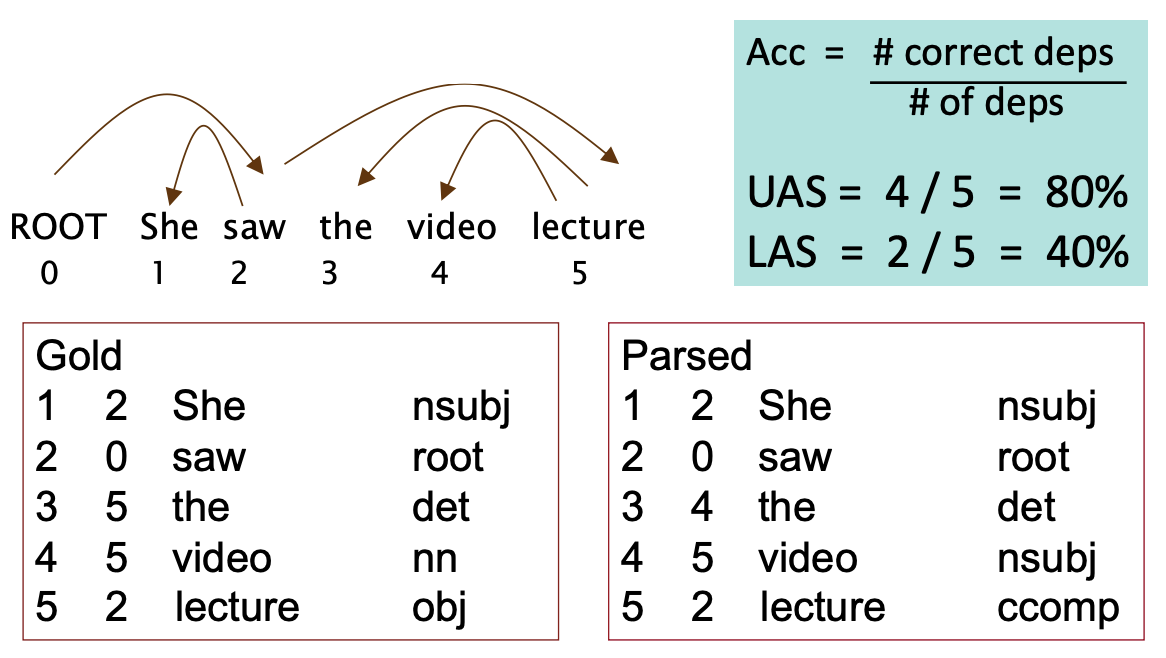 Acc = # correct deps
# of deps
UAS = 4 / 5 = 80%
LAS = 2 / 5 = 40%
ROOT She saw the video lecture
0 1 2 3 4 5
Gold
1 2 She nsubj
2 0 saw root
3 5 the det
4 5 video nn
5 2 lecture obj
Parsed
1 2 She nsubj
2 0 saw root
3 4 the det
4 5 video nsubj
5 2 lecture ccomp